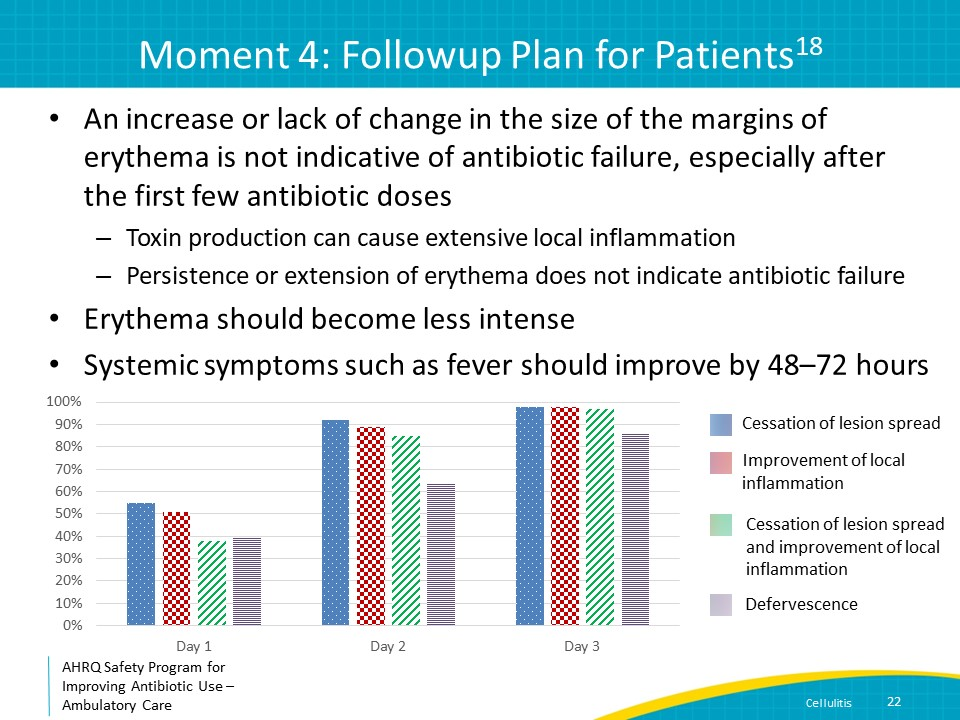 Moment 4: Followup Plan for Patients18
• An increase or lack of change in the size of the margins of
erythema is not indicative of antibiotic failure, especially after
the first few antibiotic doses
– Toxin production can cause extensive local inflammation
– Persistence or extension of erythema does not indicate antibiotic failure
• Erythema should become less intense
• Systemic symptoms such as fever should improve by 48–72 hours
100%
90%
80%
70%
60%
50%
40%
30%
20%
10%
0%
Day 1
Day 2
Day 3
Cessation of lesion spread
Improvement of local
inflammation
Cessation of lesion spread
and improvement of local
inflammation
Defervescence
AHRQ Safety Program for
Improving Antibiotic Use –
Ambulatory Care
Cellulitis
22